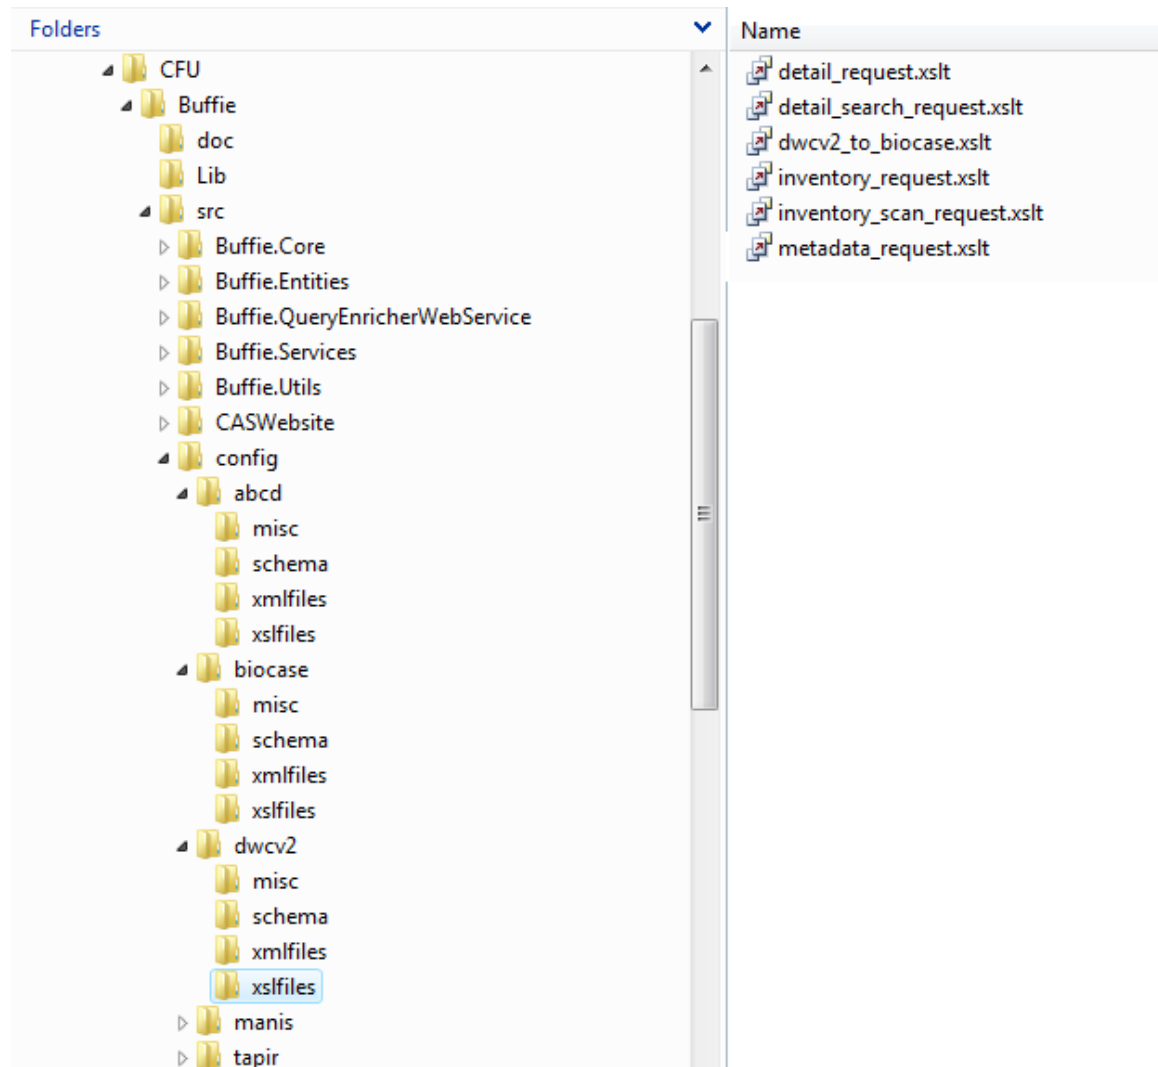 Folders
CFU
Buffie
doc
Lib
src
Buffie.Core
Buffie.Entities
Buffie.QueryEnricherWebService
Buffie.Services
Buffie.Utils
CASWebsite
config
abcd
misc
schema
xmlfiles
xslfiles
biocase
misc
schema
xmlfiles
xslfiles
dwcv2
misc
schema
xmlfiles
xslfiles
manis
tapir
Name
detail_request.xslt
detail_search_request.xslt
dwcv2_to_biocase.xslt
inventory_request.xslt
inventory_scan_request.xslt
metadata_request.xslt